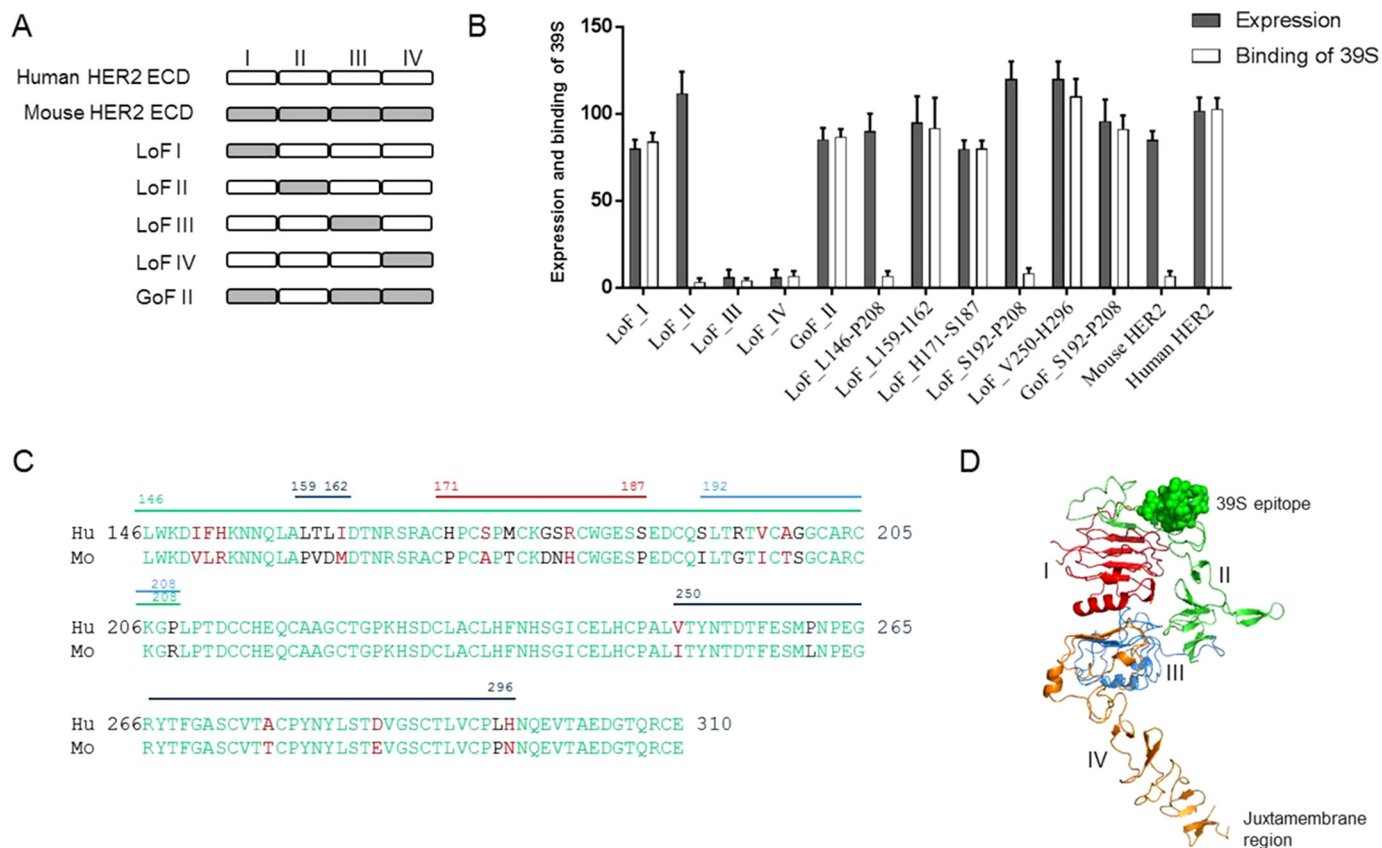 A
I II III IV
Human HER2 ECD
Mouse HER2 ECD
LoF I
LoF II
LoF III
LoF IV
GoF II
B
Expression and binding of 39S
150
100
50
0
Expression
Binding of 39S
LoF_I
LoF_II
LoF_III
LoF_IV
GoF_II
LoF_L146-P208
LoF_L159-I162
LoF_H171-S187
LoF_S192-P208
LoF_V250-H296
GoF_S192-P208
Mouse HER2
Human HER2
C
146 159 162 171 187 192
Hu 146LWKDIFHKNNQLALTLIDTNRSRACHPCSPMCKGSRCWGESSEDCQSLTRTVCAGGCARC 205
Mo LWKDVLRKNNQLAPVDMDTNRSRACPPCAPTCKDNHCWGESPEDCQILTGTICTSGCARC
208
208
250
Hu 206KGPLPTDCCHEQCAAGCTGPKHSDCLACLHFNHSGICELHCPALVTYNTDTFESMPNPEG 265
Mo KGRLPTDCCHEQCAAGCTGPKHSDCLACLHFNHSGICELHCPALITYNTDTFESMLNPEG
296
Hu 266RYTFGASCVTACPYNYLSTDVGSCTLVCPLHNQEVTAEDGTQRCE 310
Mo RYTFGASCVTTCPYNYLSTEVGSCTLVCPPNNQEVTAEDGTQRCE
D
39S epitope
I
II
III
IV
Juxtamembrane
region